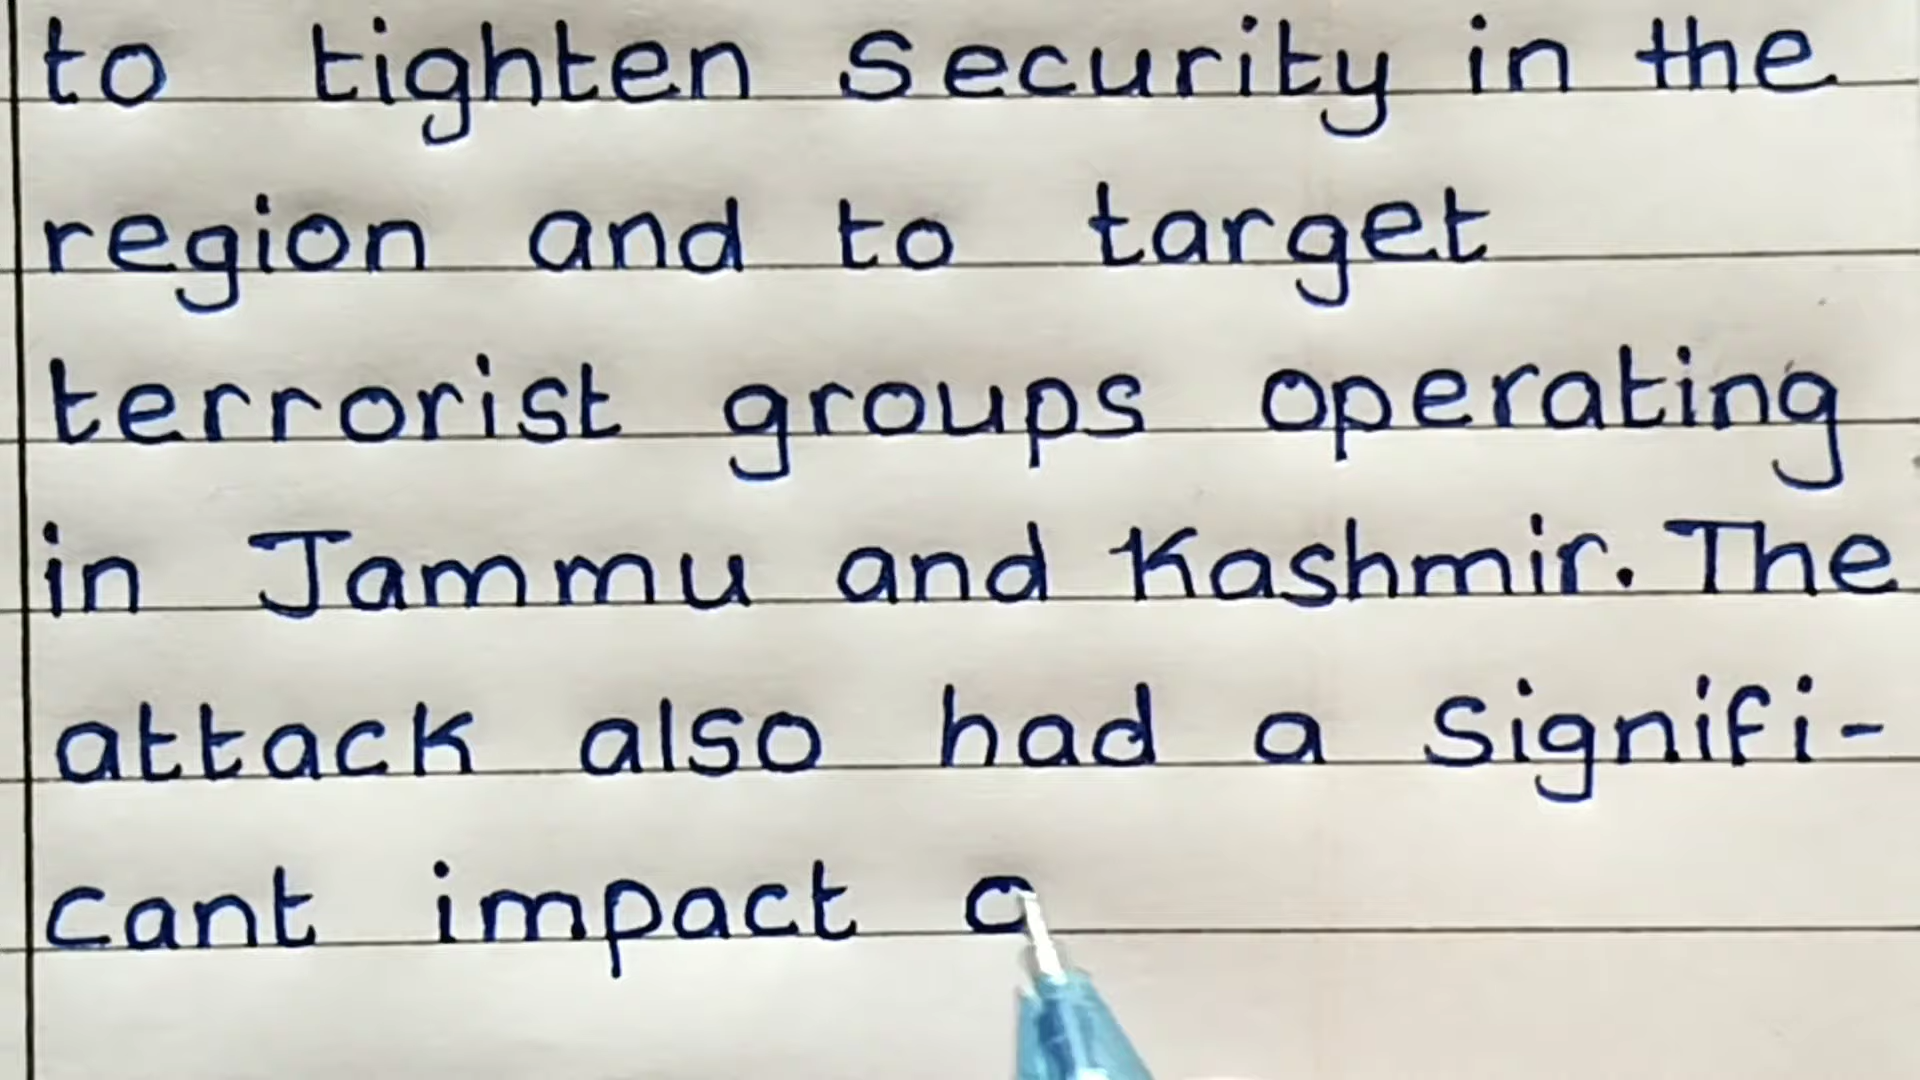 to tighten security in the
region and to target
terrorist groups operating
in Jammu and Kashmir. The
attack also had a signifi-
cant impact